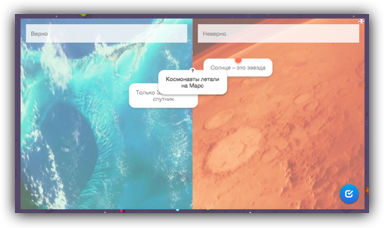 Верно
Неверно
Солнце – это звезда
Космонавты летали
на Марс
Только
спутник